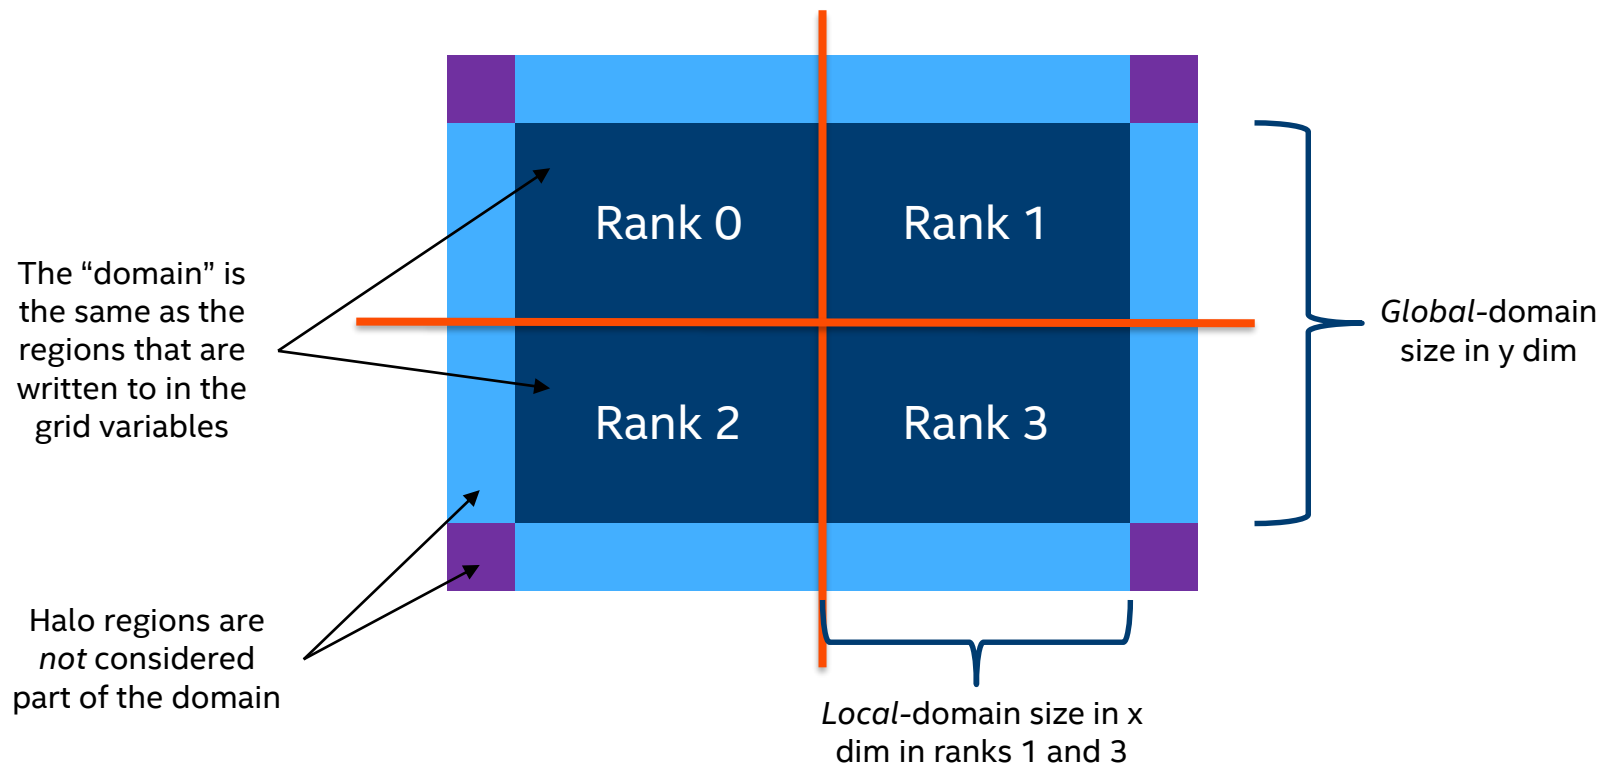 Rank 0
Rank 1
The “domain” is
the same as the
regions that are
written to in the
grid variables
Global-domain
size in y dim
Rank 2
Rank 3
Halo regions are
not considered
part of the domain
Local-domain size in x
dim in ranks 1 and 3